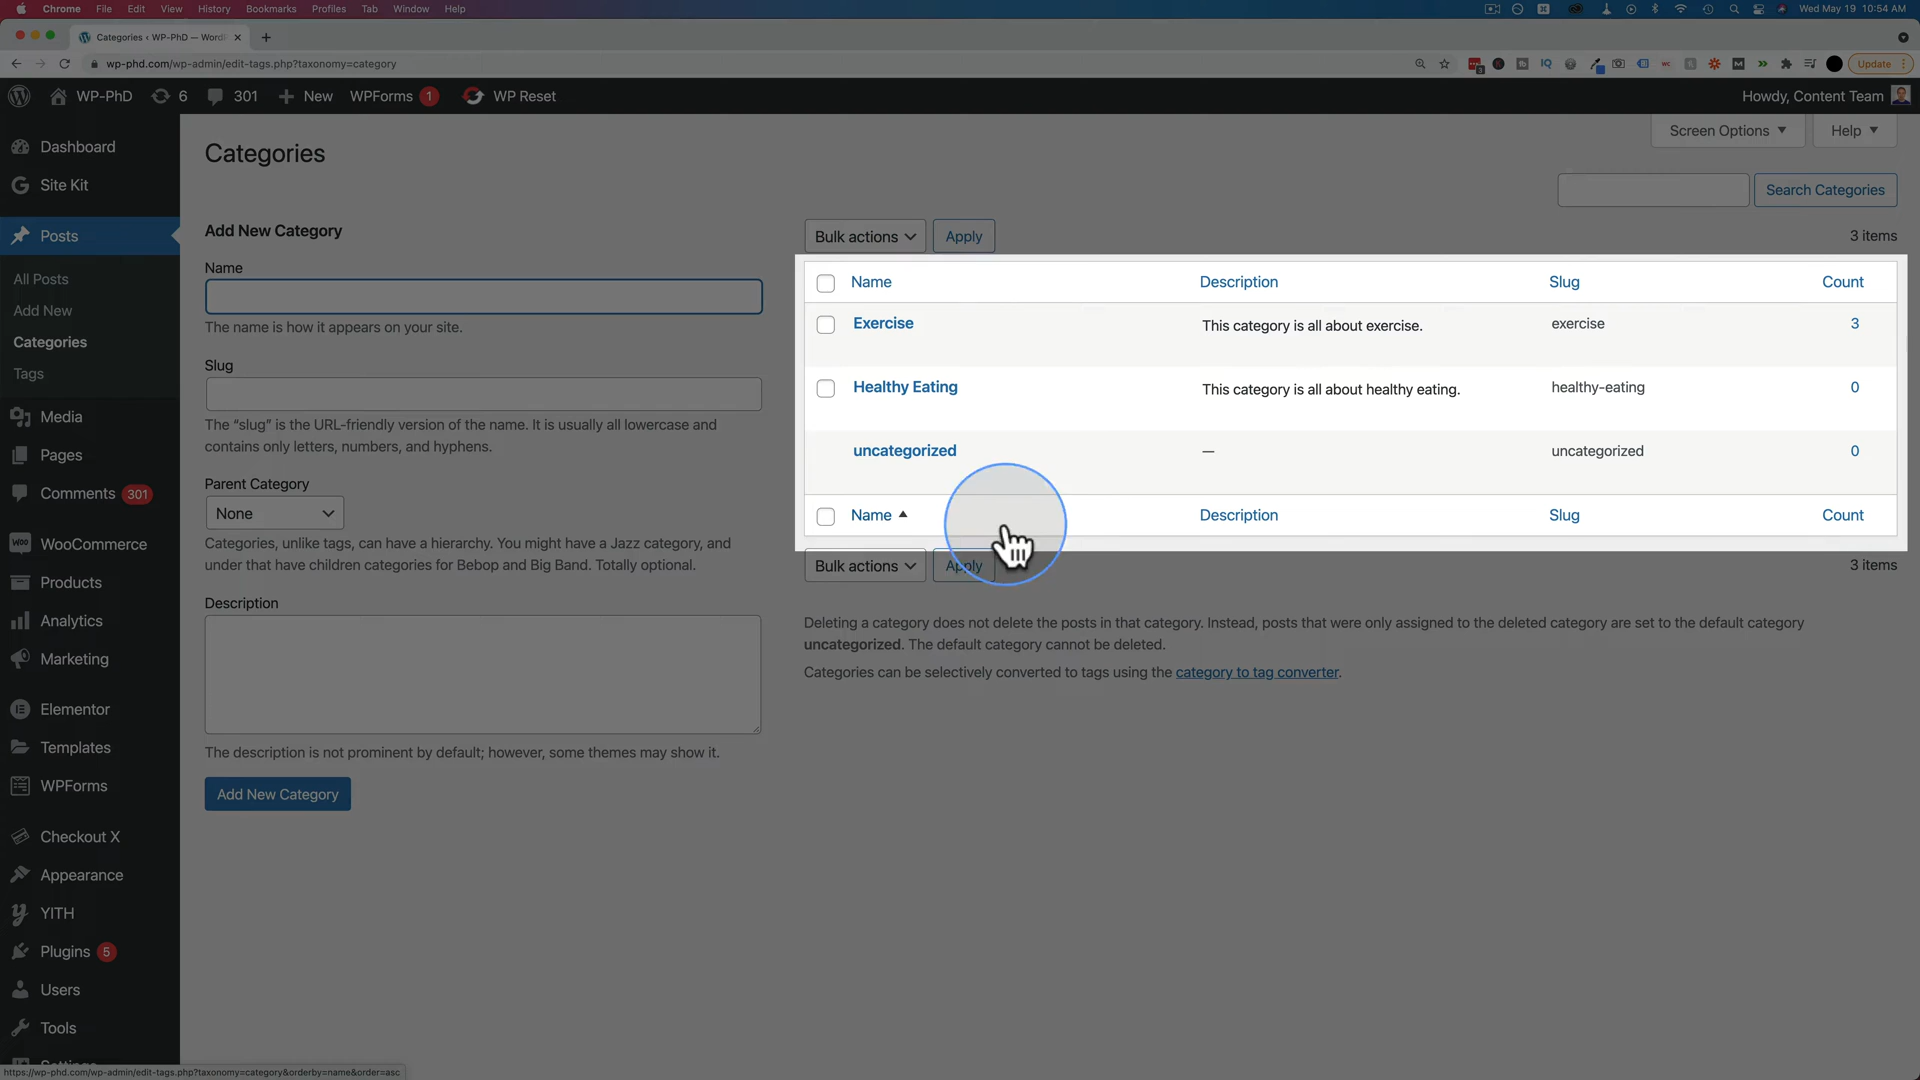 Chrome File Edit View History Bookmarks Profiles Tab Window Help Wed May 19 10:54 AM
Categories < WP-PhD — WordP
wp-phd.com/wp-admin/edit-tags.php?taxonomy=category
Update
WP-PhD 6 301 New WPForms 1 WP Reset Howdy, Content Team
Screen Options Help
Dashboard
Site Kit
Posts
All Posts
Add New
Categories
Tags
Media
Pages
Comments 301
WooCommerce
Products
Analytics
Marketing
Elementor
Templates
WPForms
Checkout X
Appearance
YITH
Plugins 5
Users
Tools
Categories
Search Categories
Add New Category
Name
The name is how it appears on your site.
Slug
The “slug” is the URL-friendly version of the name. It is usually all lowercase and
contains only letters, numbers, and hyphens.
Parent Category
None
Categories, unlike tags, can have a hierarchy. You might have a Jazz category, and
under that have children categories for Bebop and Big Band. Totally optional.
Description
The description is not prominent by default; however, some themes may show it.
Add New Category
Bulk actions Apply 3 items
Name Description Slug Count
Exercise This category is all about exercise. exercise 3
Healthy Eating This category is all about healthy eating. healthy-eating 0
uncategorized — uncategorized 0
Name Description Slug Count
Bulk actions Apply 3 items
Deleting a category does not delete the posts in that category. Instead, posts that were only assigned to the deleted category are set to the default category
uncategorized. The default category cannot be deleted.
Categories can be selectively converted to tags using the category to tag converter.
https://wp-phd.com/wp-admin/edit-tags.php?taxonomy=category&orderby=name&order=asc